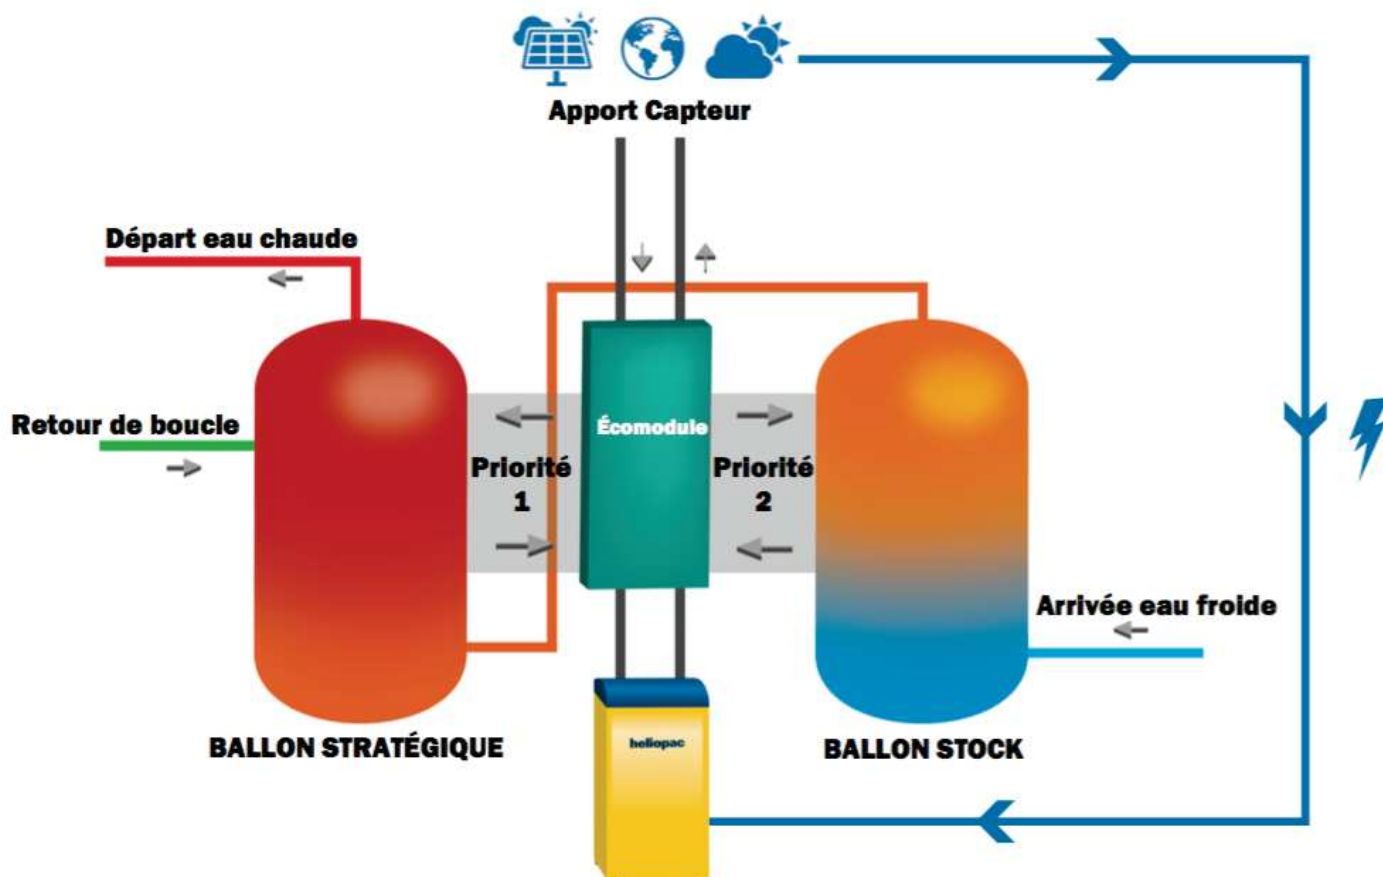 Apport Capteur
Départ eau chaude
Retour de boucle
Écomodule
Priorité
1
Priorité
2
Arrivée eau froide
BALLON STRATÉGIQUE
heliopac
BALLON STOCK